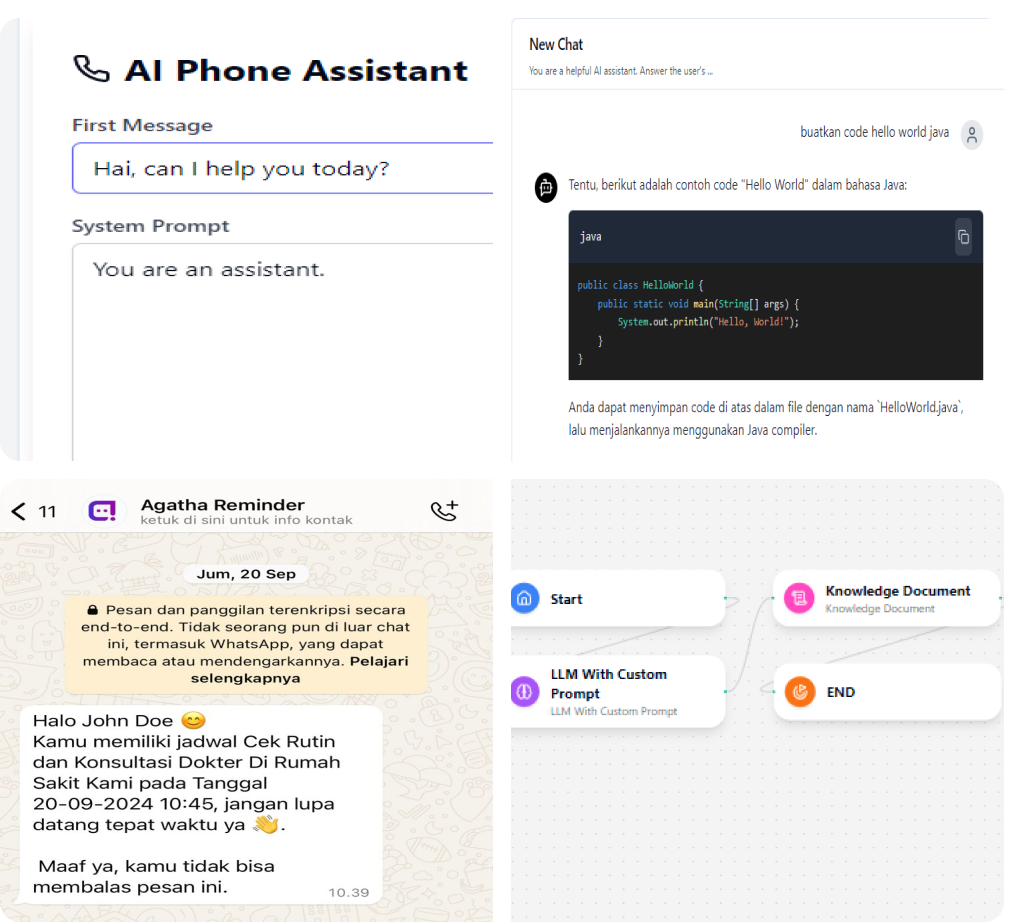 AI Phone Assistant
First Message
Hai, can I help you today?
System Prompt
You are an assistant.
New Chat
You are a helpful AI assistant. Answer the user's ...
buatkan code hello world java
Tentu, berikut adalah contoh code "Hello World" dalam bahasa Java:
java
public class HelloWorld {
public static void main(String[] args) {
System.out.println("Hello, World!");
}
}
Anda dapat menyimpan code di atas dalam file dengan nama `HelloWorld.java`,
lalu menjalankannya menggunakan Java compiler.
11
Agatha Reminder
ketuk di sini untuk info kontak
Jum, 20 Sep
Pesan dan panggilan terenkripsi secara
end-to-end. Tidak seorang pun di luar chat
ini, termasuk WhatsApp, yang dapat
membaca atau mendengarkannya. Pelajari
selengkapnya
Halo John Doe 😊
Kamu memiliki jadwal Cek Rutin
dan Konsultasi Dokter Di Rumah
Sakit Kami pada Tanggal
20-09-2024 10:45, jangan lupa
datang tepat waktu ya 👋.
Maaf ya, kamu tidak bisa
membalas pesan ini.
10.39
Start
LLM With Custom
Prompt
LLM With Custom Prompt
Knowledge Document
Knowledge Document
END